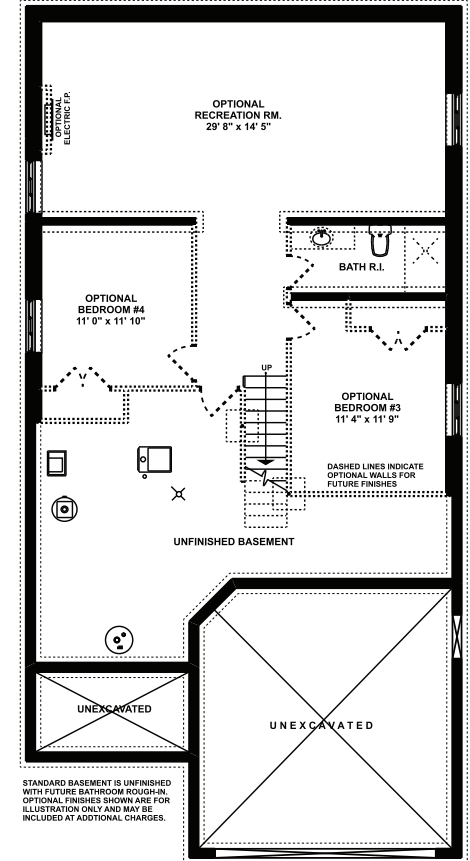 OPTIONAL
RECREATION RM.
29' 8" x 14' 5"
OPTIONAL
ELECTRIC F.P.
BATH R.I.
OPTIONAL
BEDROOM #4
11' 0" x 11' 10"
UP
OPTIONAL
BEDROOM #3
11' 4" x 11' 9"
DASHED LINES INDICATE
OPTIONAL WALLS FOR
FUTURE FINISHES
UNFINISHED BASEMENT
UNEXCAVATED
UNEXCAVATED
STANDARD BASEMENT IS UNFINISHED
WITH FUTURE BATHROOM ROUGH-IN.
OPTIONAL FINISHES SHOWN ARE FOR
ILLUSTRATION ONLY AND MAY BE
INCLUDED AT ADDTIONAL CHARGES.